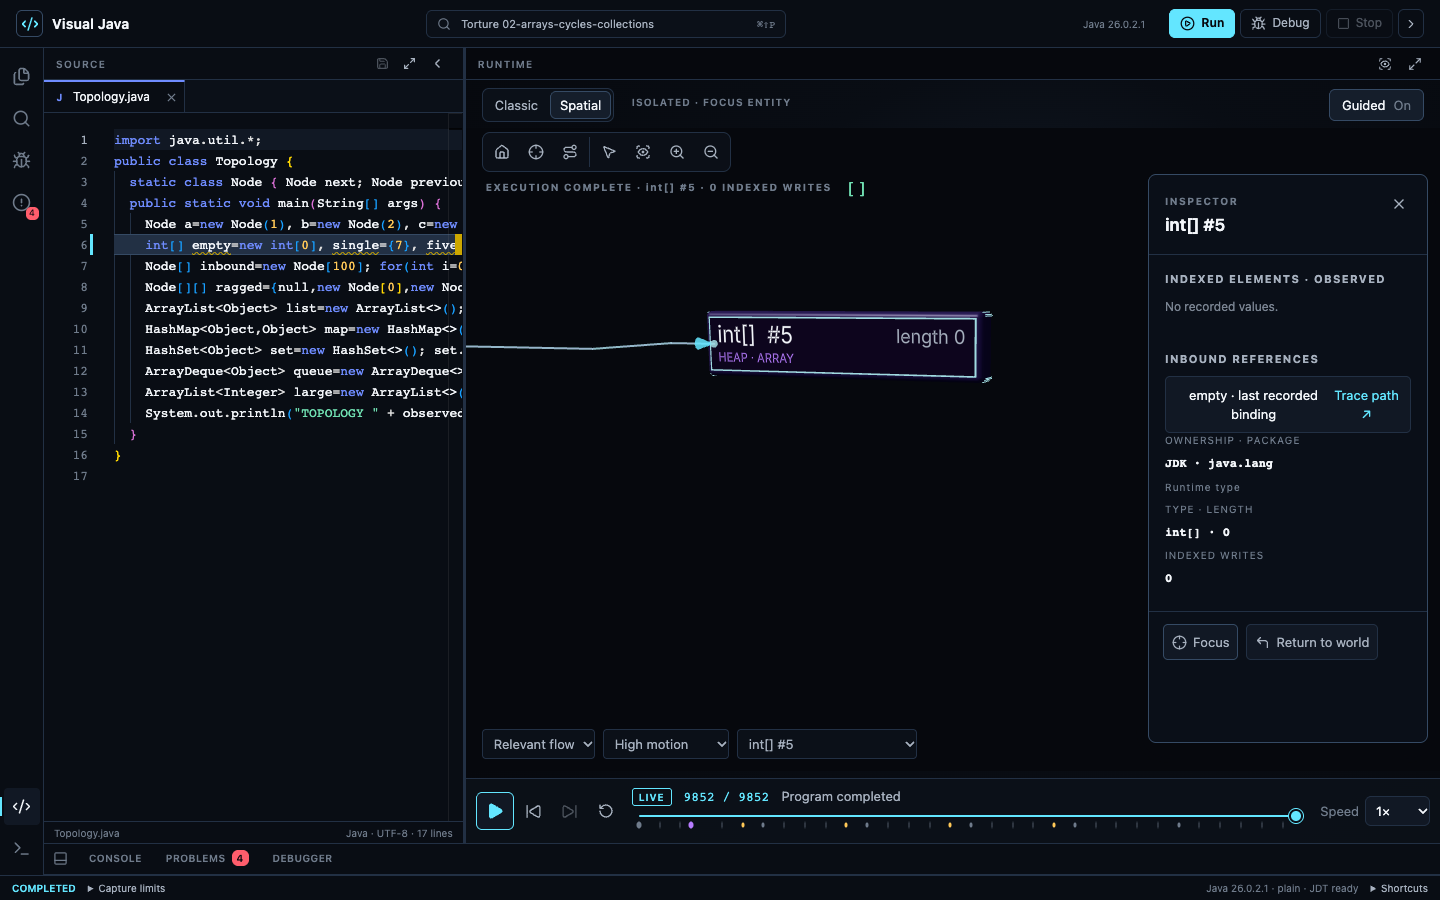 Visual Java
Torture 02-arrays-cycles-collections
⌘⇧P
Java 26.0.2.1
Run
Debug
Stop
SOURCE
RUNTIME
J Topology.java
Classic
Spatial
ISOLATED · FOCUS ENTITY
Guided On
1 import java.util.*;
2 public class Topology {
3 static class Node { Node next; Node previou
4 public static void main(String[] args) {
5 Node a=new Node(1), b=new Node(2), c=new
6 int[] empty=new int[0], single={7}, five
7 Node[] inbound=new Node[100]; for(int i=0
8 Node[][] ragged={null,new Node[0],new Nod
9 ArrayList<Object> list=new ArrayList<>();
10 HashMap<Object,Object> map=new HashMap<>(
11 HashSet<Object> set=new HashSet<>(); set.
12 ArrayDeque<Object> queue=new ArrayDeque<>
13 ArrayList<Integer> large=new ArrayList<>(
14 System.out.println("TOPOLOGY " + observed
15 }
16 }
17
4
EXECUTION COMPLETE · int[] #5 · 0 INDEXED WRITES [ ]
int[] #5
length 0
HEAP · ARRAY
INSPECTOR
int[] #5
INDEXED ELEMENTS · OBSERVED
No recorded values.
INBOUND REFERENCES
empty · last recorded binding
Trace path ↗
OWNERSHIP · PACKAGE
JDK · java.lang
Runtime type
TYPE · LENGTH
int[] · 0
INDEXED WRITES
0
Focus
Return to world
Relevant flow
High motion
int[] #5
LIVE 9852 / 9852 Program completed
Speed 1×
Topology.java
Java · UTF-8 · 17 lines
CONSOLE
PROBLEMS 4
DEBUGGER
COMPLETED
Capture limits
Java 26.0.2.1 · plain · JDT ready
Shortcuts